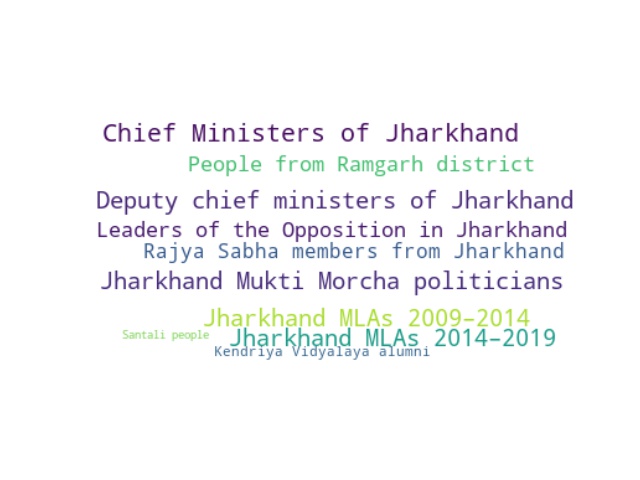 Chief Ministers of Jharkhand
People from Ramgarh district
Deputy chief ministers of Jharkhand
Leaders of the Opposition in Jharkhand
Rajya Sabha members from Jharkhand
Jharkhand Mukti Morcha politicians
Jharkhand MLAs 2009–2014
Santali people
Jharkhand MLAs 2014–2019
Kendriya Vidyalaya alumni